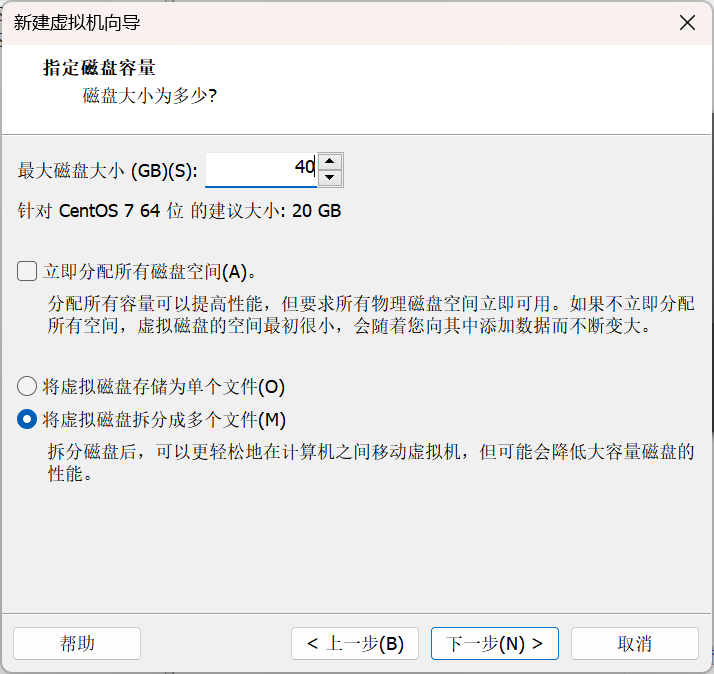 新建虚拟机向导
指定磁盘容量
磁盘大小为多少?
最大磁盘大小 (GB)(S): 40
针对 CentOS 7 64 位 的建议大小: 20 GB
立即分配所有磁盘空间(A)。
分配所有容量可以提高性能，但要求所有物理磁盘空间立即可用。如果不立即分配
所有空间，虚拟磁盘的空间最初很小，会随着您向其中添加数据而不断变大。
将虚拟磁盘存储为单个文件(O)
将虚拟磁盘拆分成多个文件(M)
拆分磁盘后，可以更轻松地在计算机之间移动虚拟机，但可能会降低大容量磁盘的
性能。
帮助 < 上一步(B) 下一步(N) > 取消